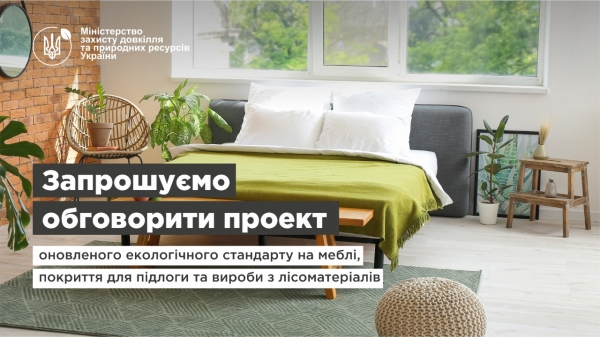 Міністерство
захисту довкілля
та природних ресурсів
України
Запрошуємо
обговорити проект
оновленого екологічного стандарту на меблі,
покриття для підлоги та вироби з лісоматеріалів